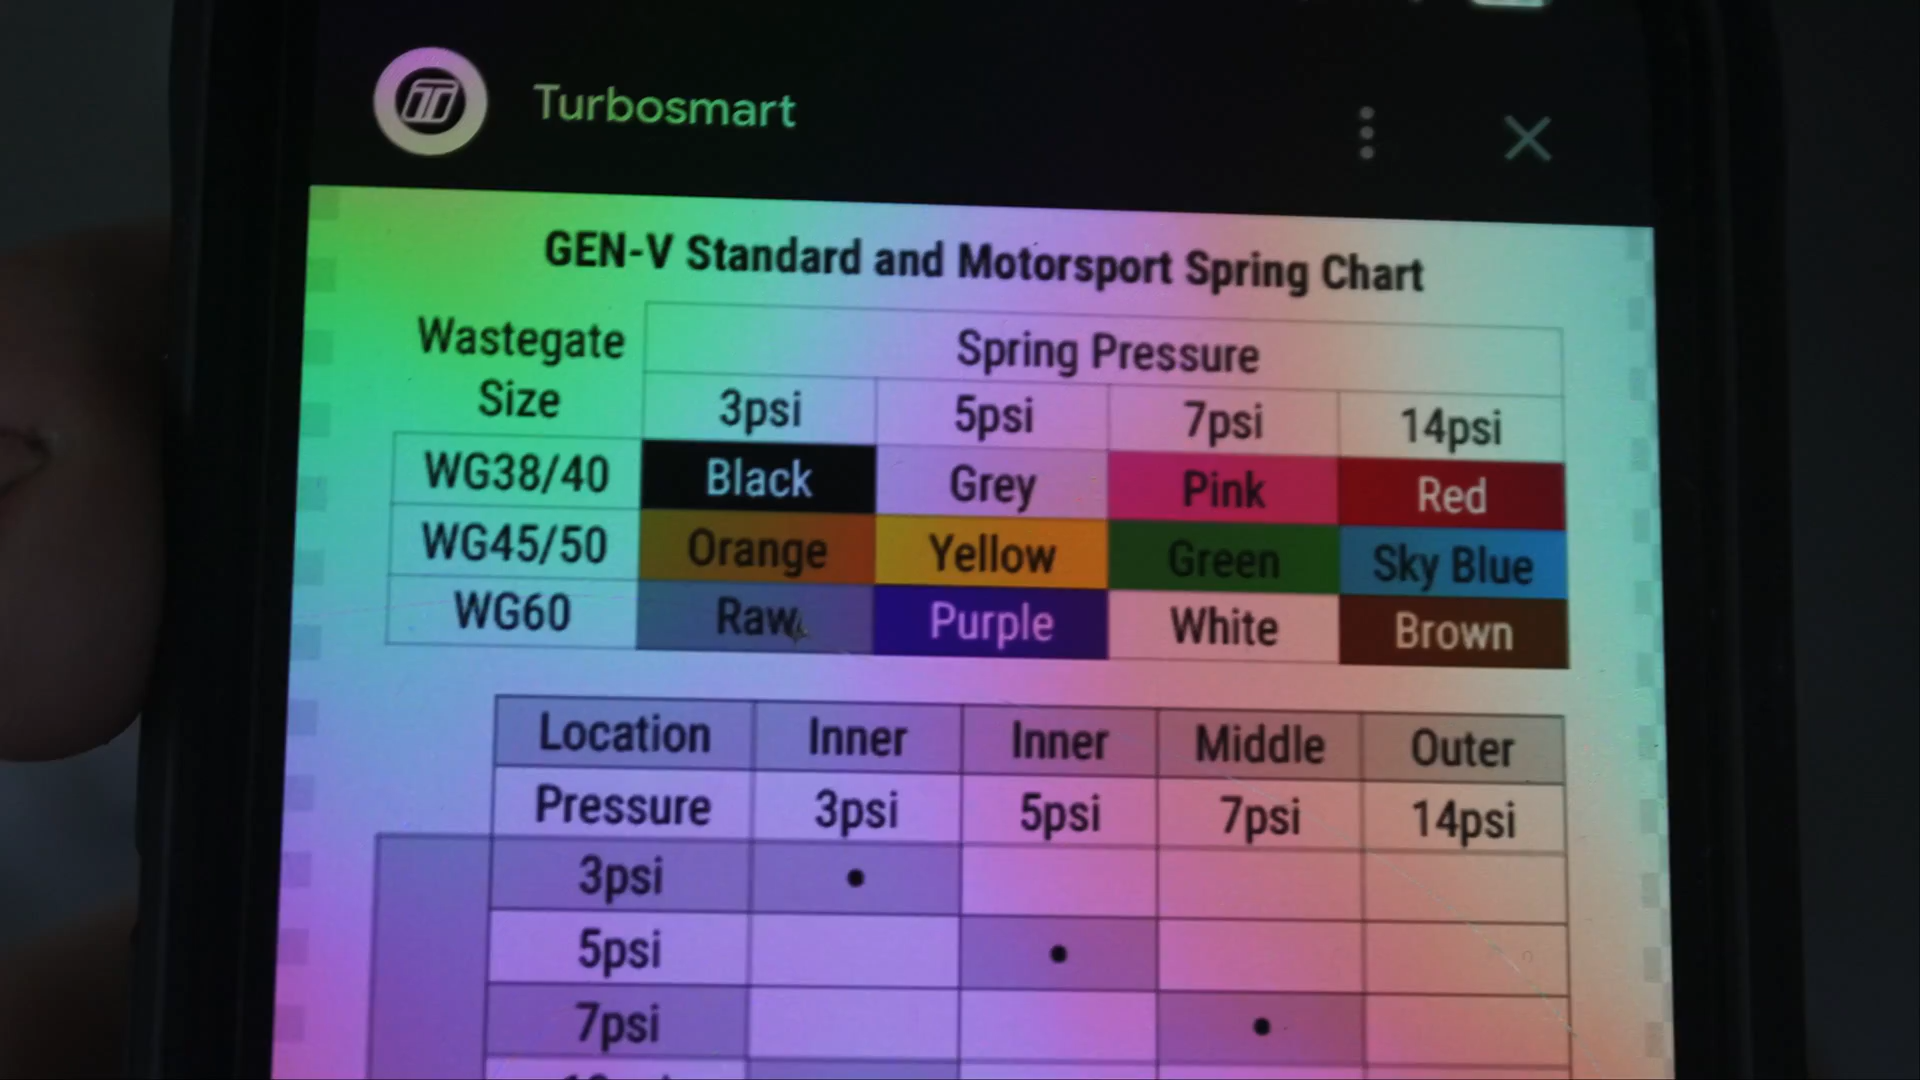 Turbosmart
GEN-V Standard and Motorsport Spring Chart
Wastegate Size Spring Pressure
3psi 5psi 7psi 14psi
WG38/40 Black Grey Pink Red
WG45/50 Orange Yellow Green Sky Blue
WG60 Raw Purple White Brown
Location Inner Inner Middle Outer
Pressure 3psi 5psi 7psi 14psi
3psi •
5psi •
7psi •